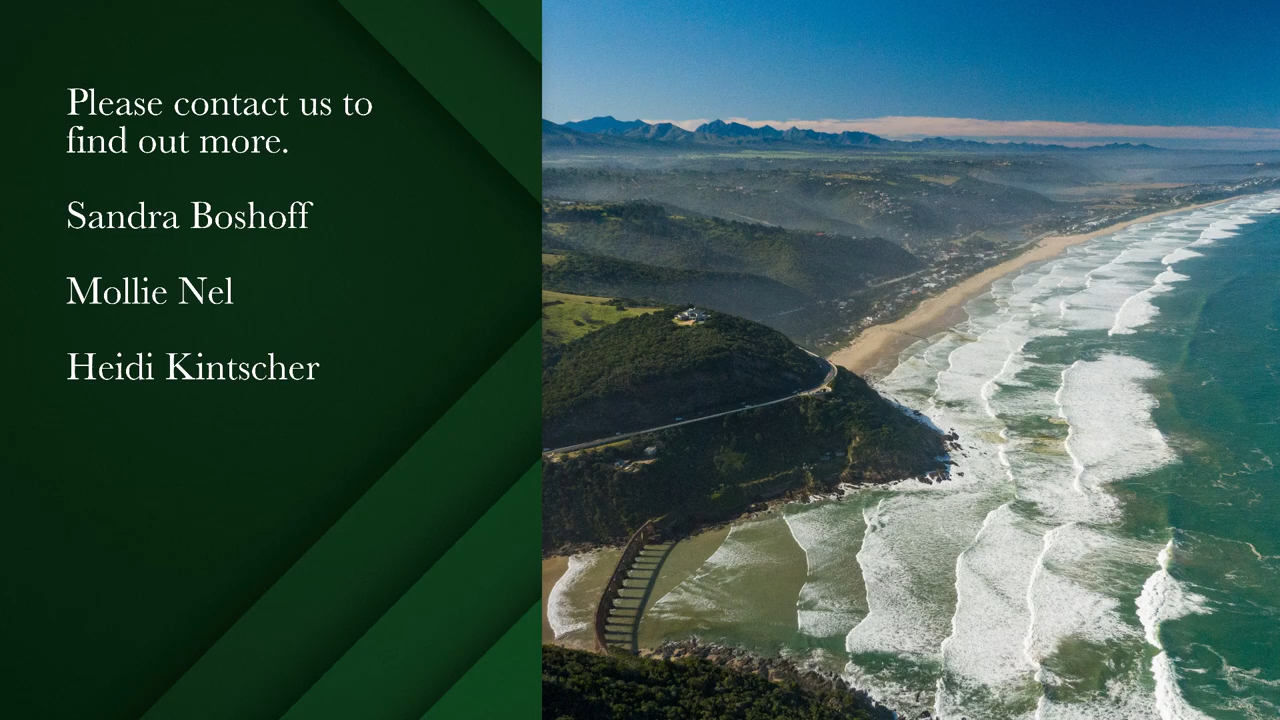 Please contact us to
find out more.
Sandra Boshoff
Mollie Nel
Heidi Kintscher